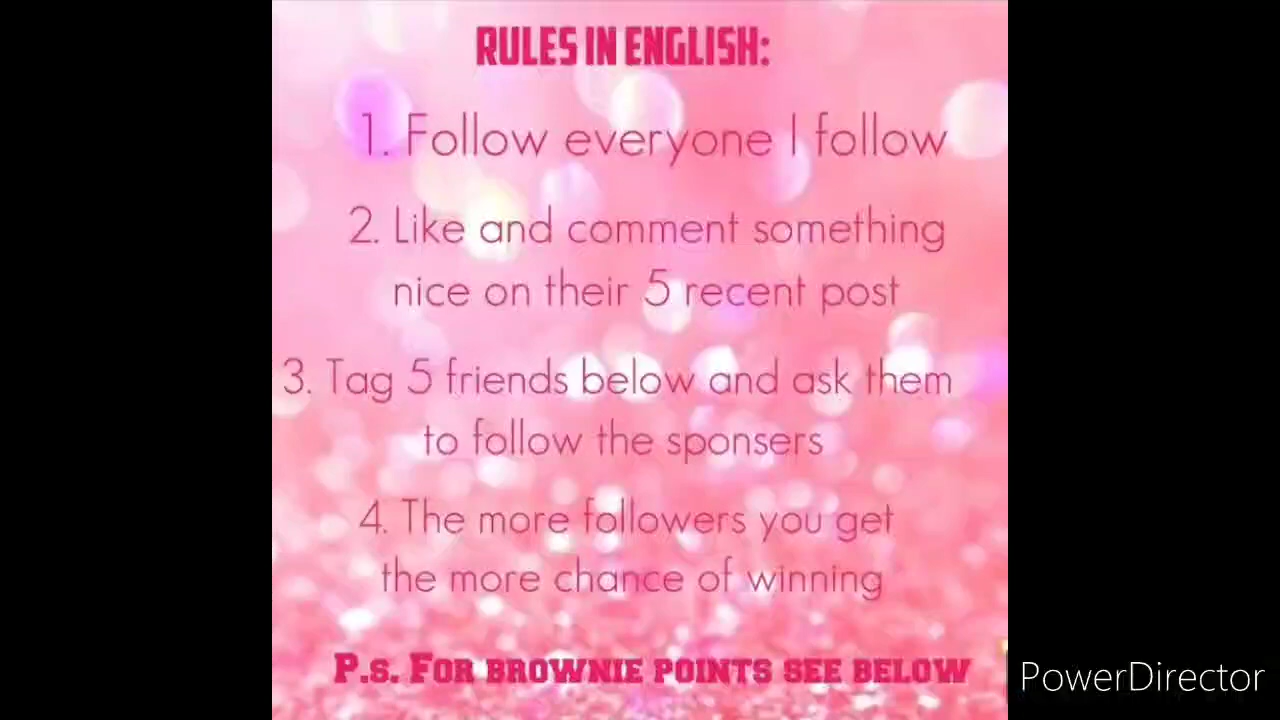 RULES IN ENGLISH:
1. Follow everyone I follow
2. Like and comment something
nice on their 5 recent post
3. Tag 5 friends below and ask them
to follow the sponsers
4. The more followers you get
the more chance of winning
P.s. For brownie points see below
PowerDirector